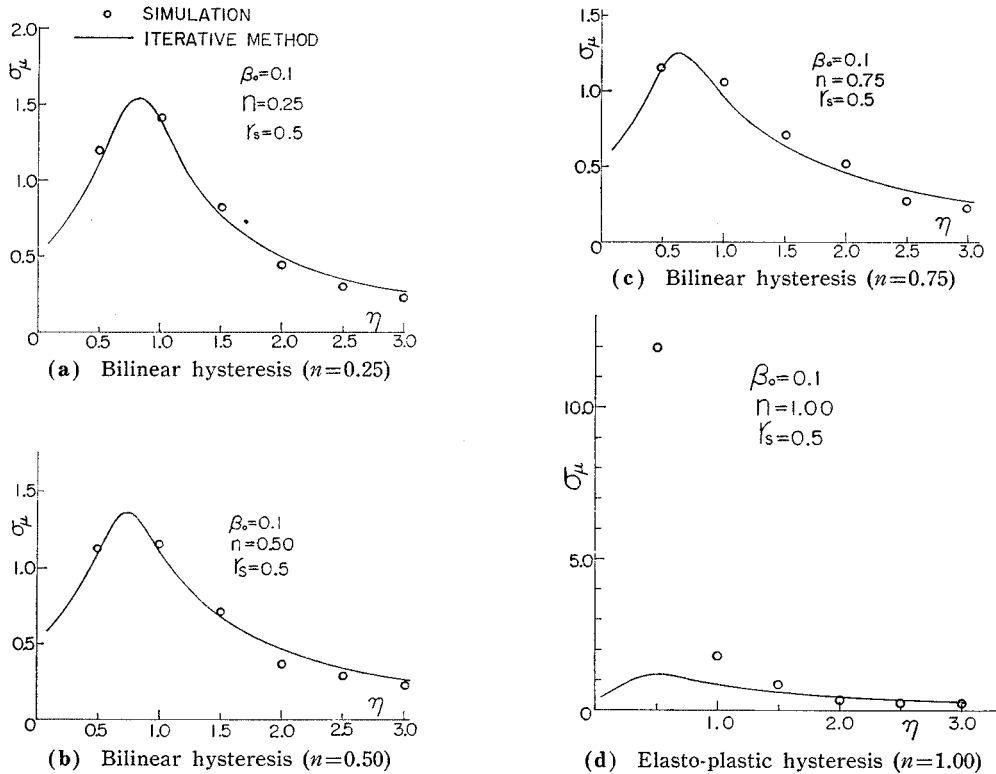 SIMULATION
ITERATIVE METHOD
σμ
β₀=0.1
n=0.25
rs=0.5
2.0
1.5
1.0
0.5
0
0.5 1.0 1.5 2.0 2.5 3.0
η
(a) Bilinear hysteresis (n=0.25)
σμ
β₀=0.1
n=0.50
rs=0.5
1.5
1.0
0.5
0
0.5 1.0 1.5 2.0 2.5 3.0
η
(b) Bilinear hysteresis (n=0.50)
σμ
β₀=0.1
n=0.75
rs=0.5
1.5
1.0
0.5
0
0.5 1.0 1.5 2.0 2.5 3.0
η
(c) Bilinear hysteresis (n=0.75)
σμ
β₀=0.1
n=1.00
rs=0.5
10.0
5.0
0
1.0 2.0 3.0
η
(d) Elasto-plastic hysteresis (n=1.00)